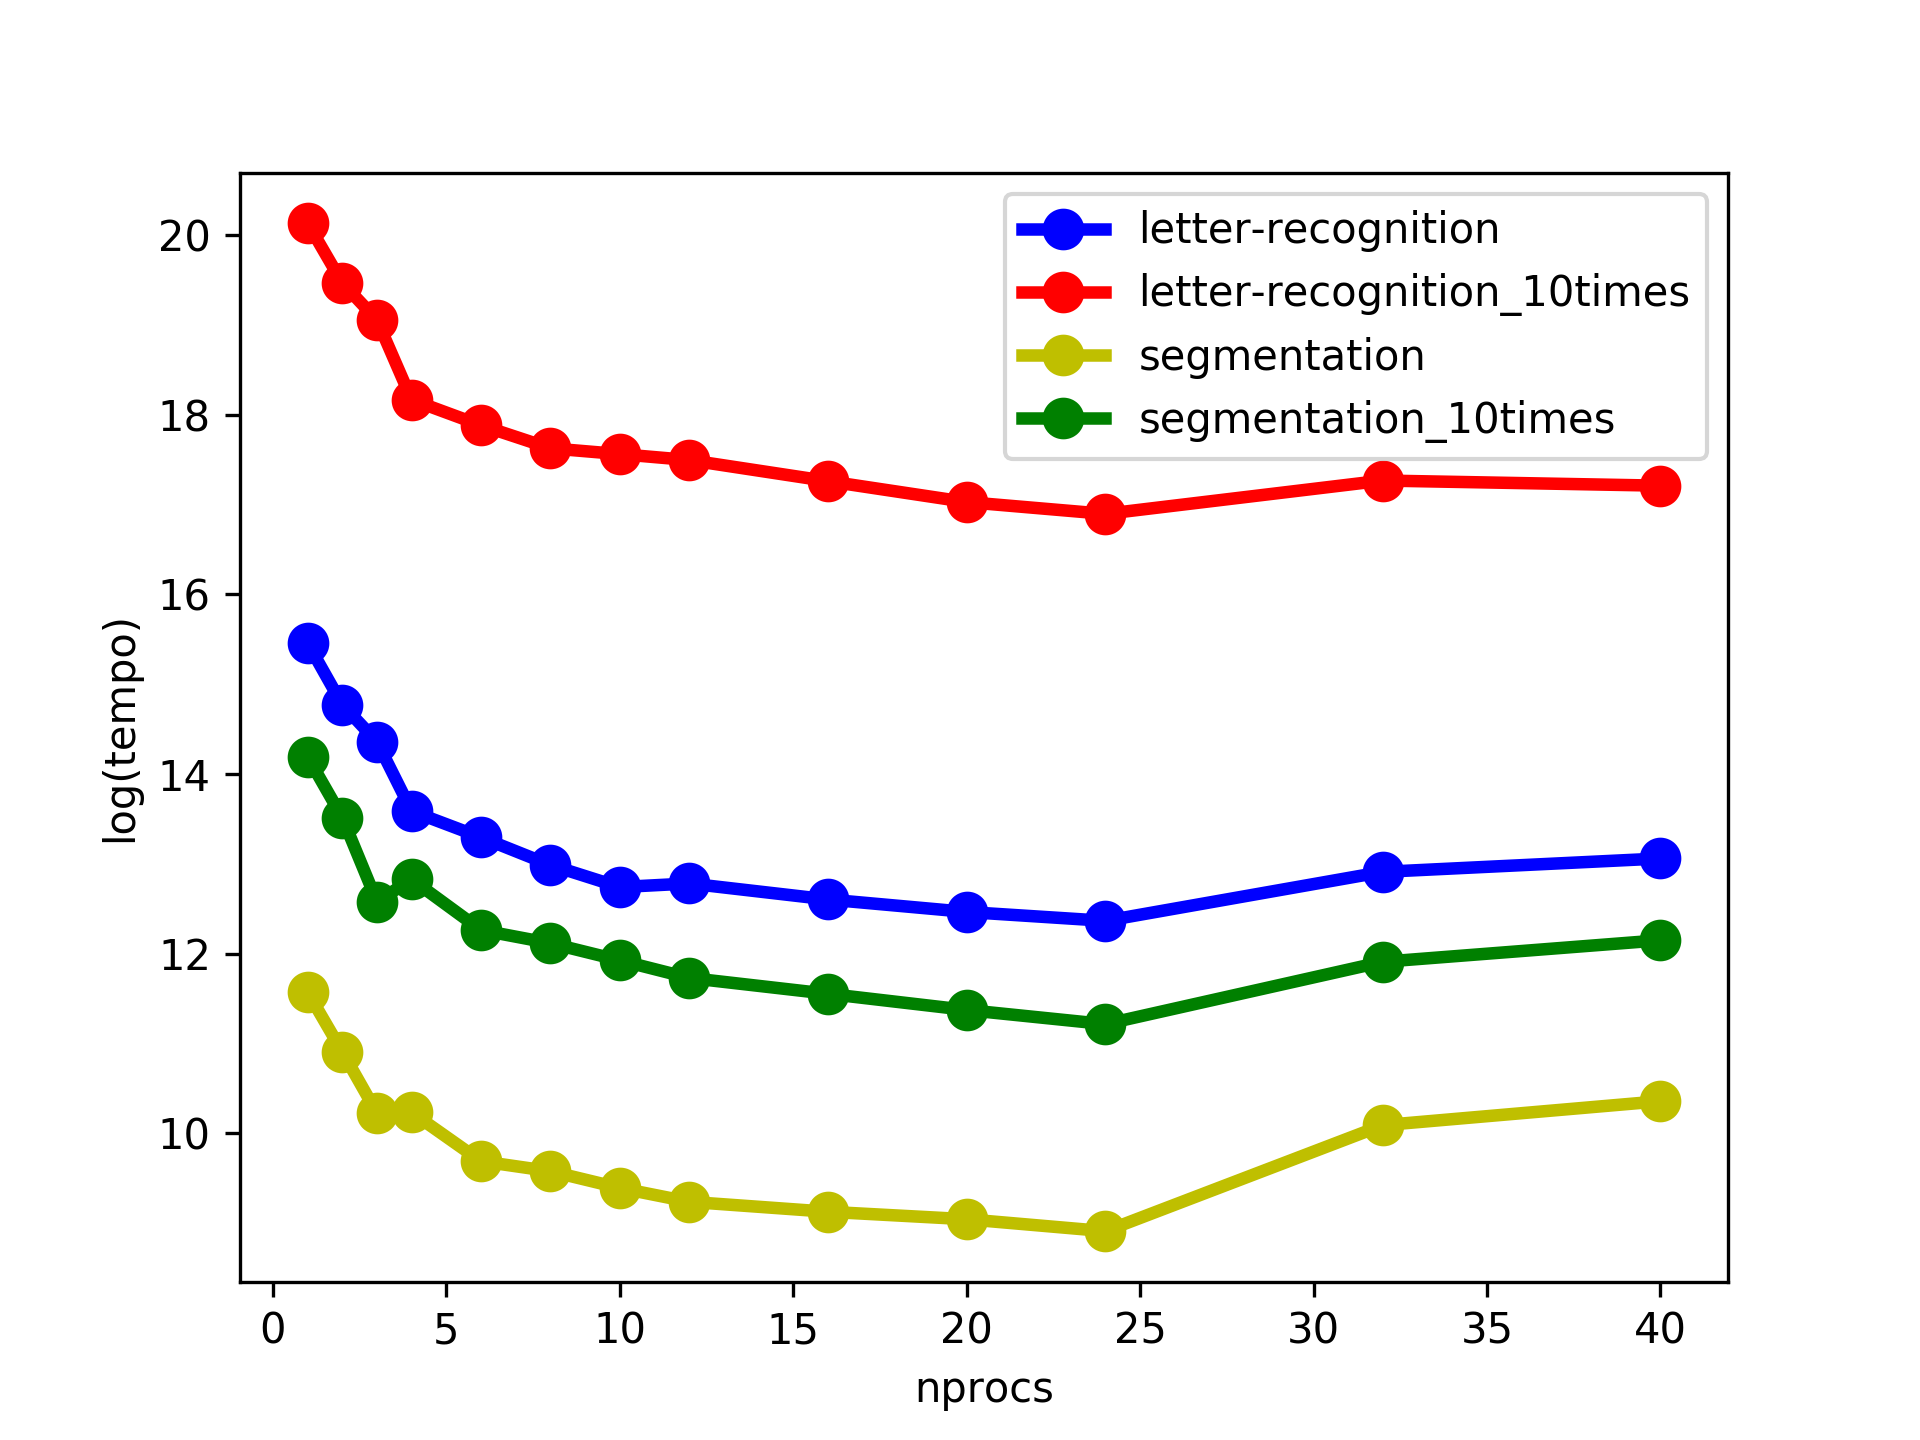 letter-recognition
letter-recognition_10times
segmentation
segmentation_10times
20
18
16
14
12
10
log(tempo)
0 5 10 15 20 25 30 35 40
nprocs